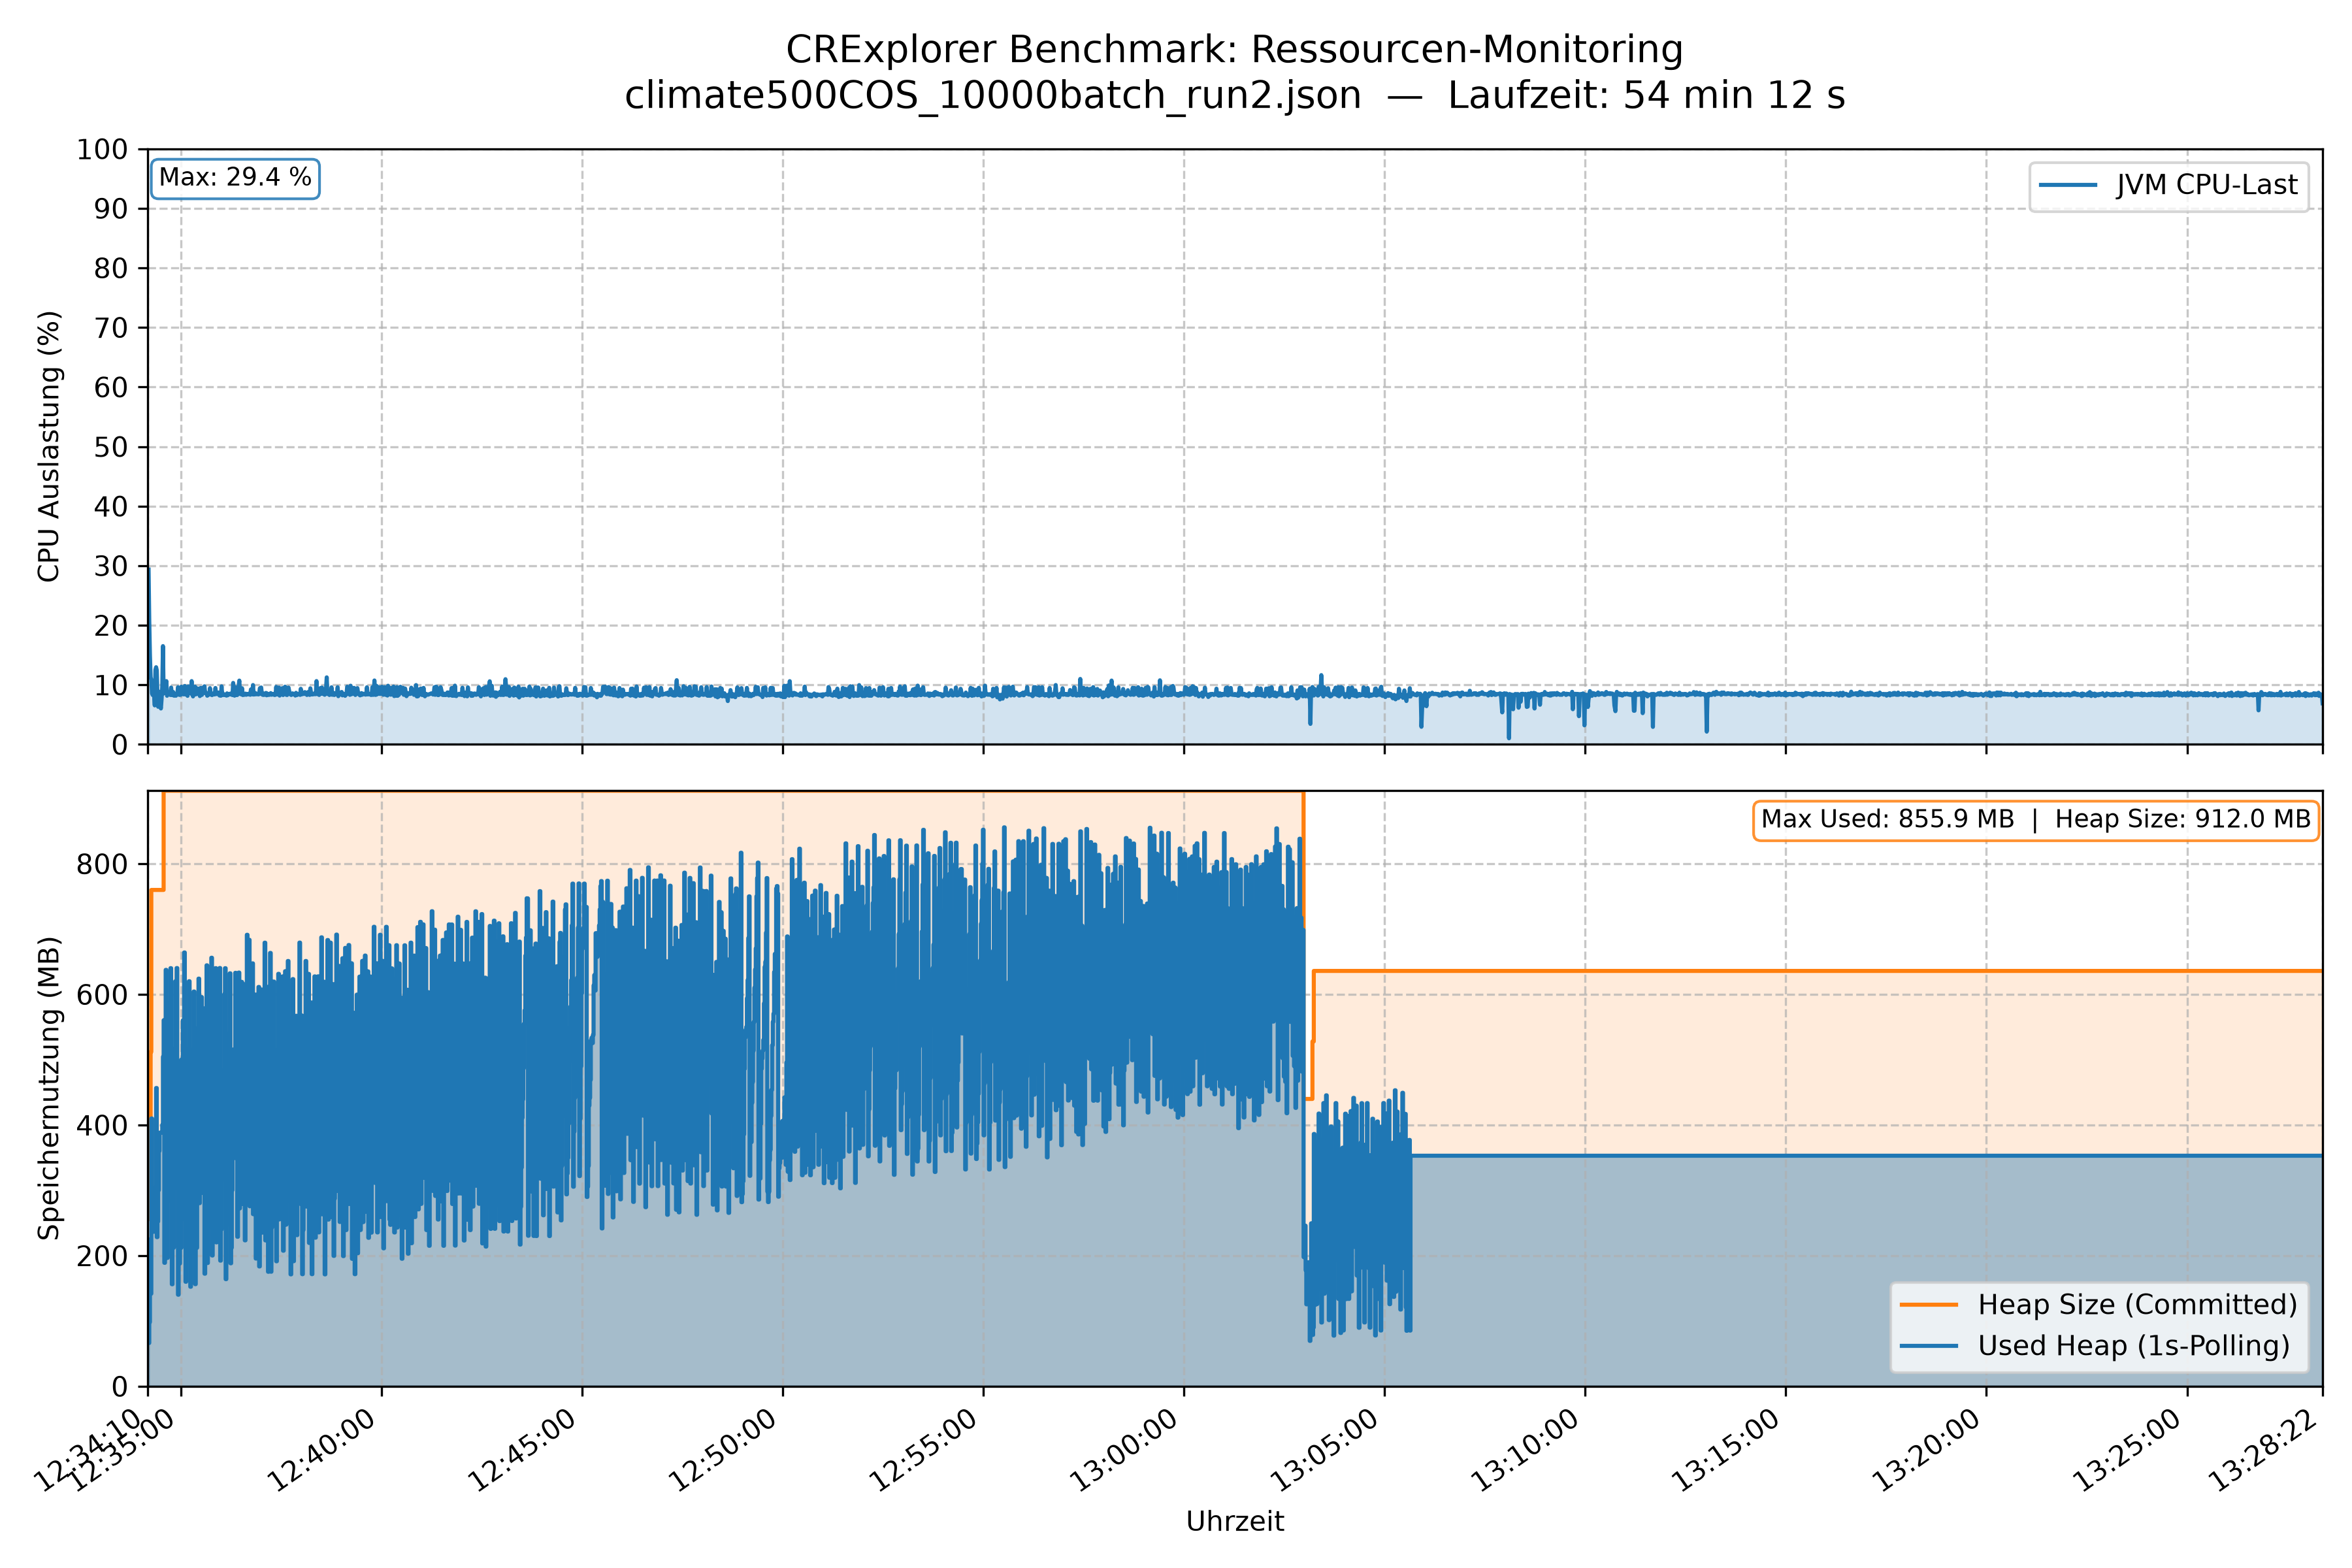 CRExplorer Benchmark: Ressourcen-Monitoring
climate500COS_10000batch_run2.json — Laufzeit: 54 min 12 s
CPU Auslastung (%)
100
90
80
70
60
50
40
30
20
10
0
Max: 29.4 %
JVM CPU-Last
Speichernutzung (MB)
800
600
400
200
0
Max Used: 855.9 MB | Heap Size: 912.0 MB
Heap Size (Committed)
Used Heap (1s-Polling)
12:34:10
12:35:00
12:40:00
12:45:00
12:50:00
12:55:00
13:00:00
13:05:00
13:10:00
13:15:00
13:20:00
13:25:00
13:28:22
Uhrzeit